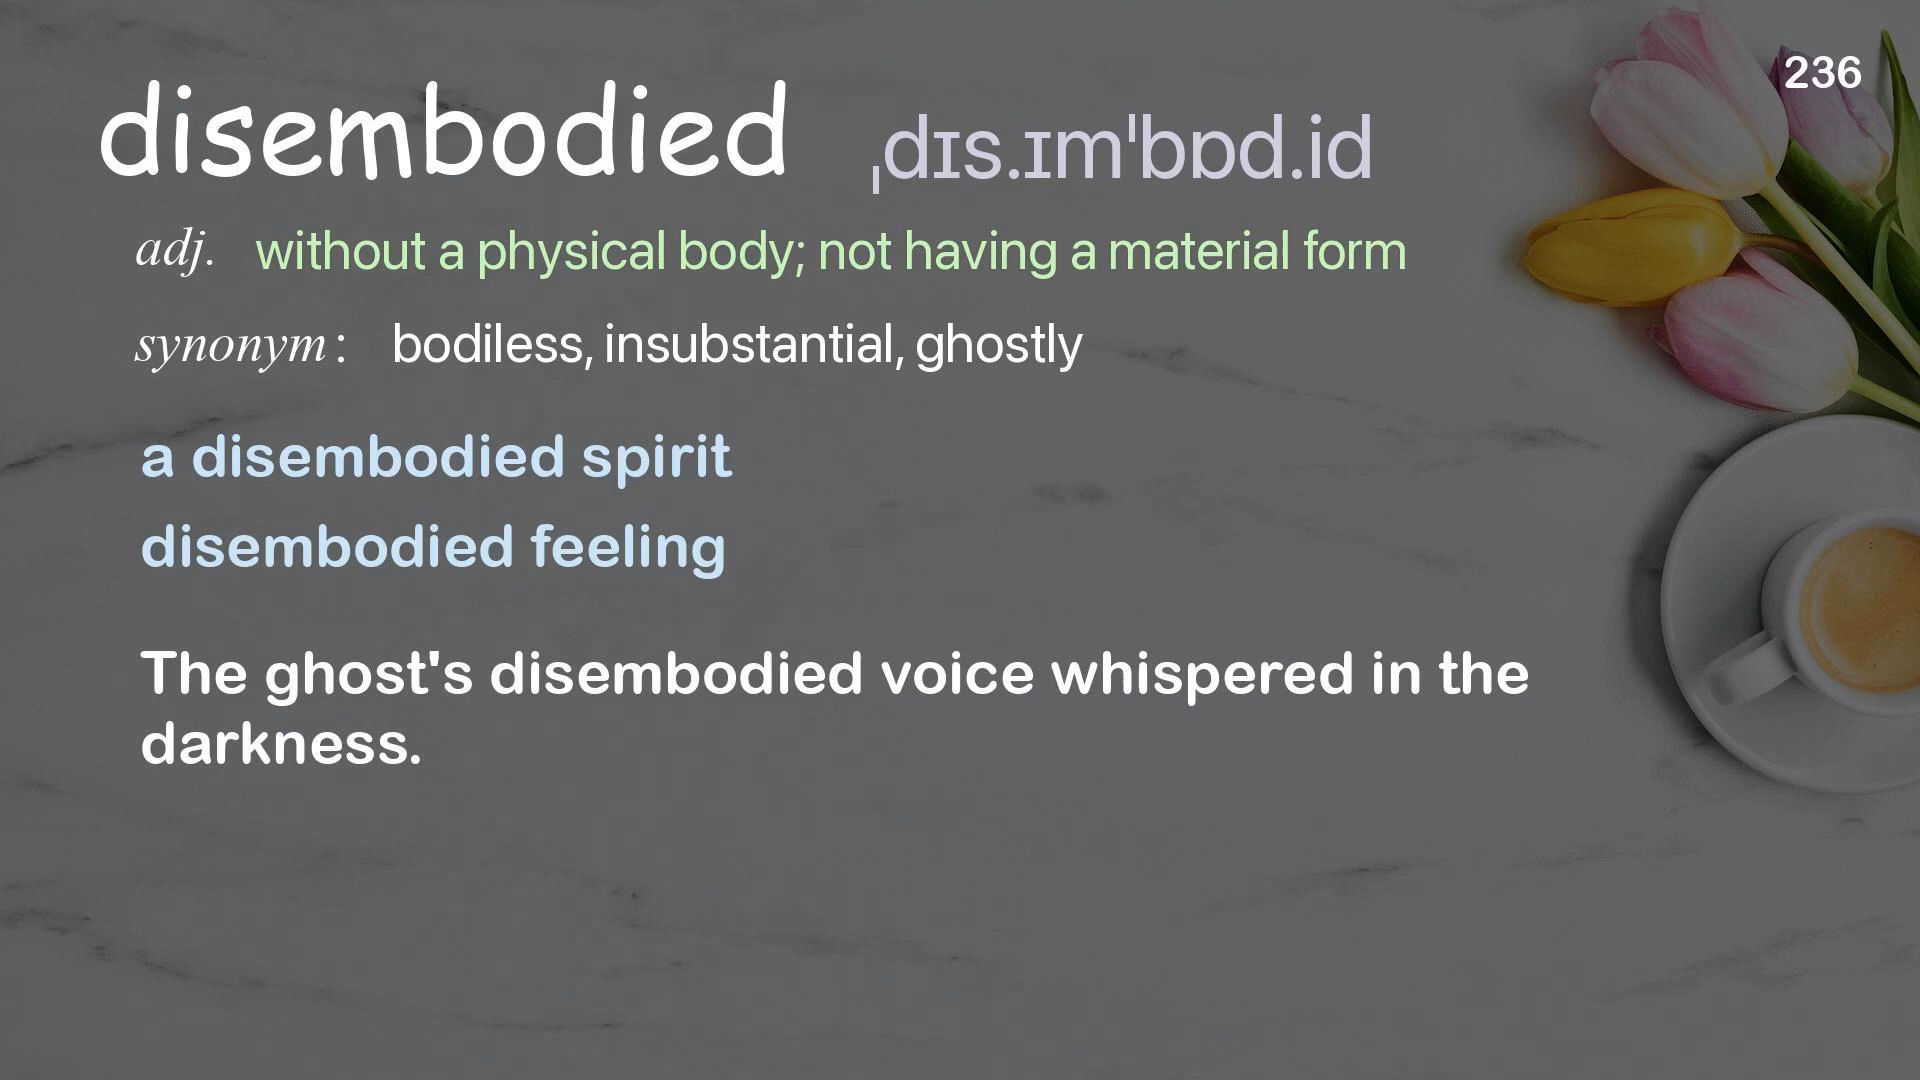 236
disembodied ˌdɪs.ɪmˈbɒd.id
adj. without a physical body; not having a material form
synonym: bodiless, insubstantial, ghostly
a disembodied spirit
disembodied feeling
The ghost's disembodied voice whispered in the
darkness.